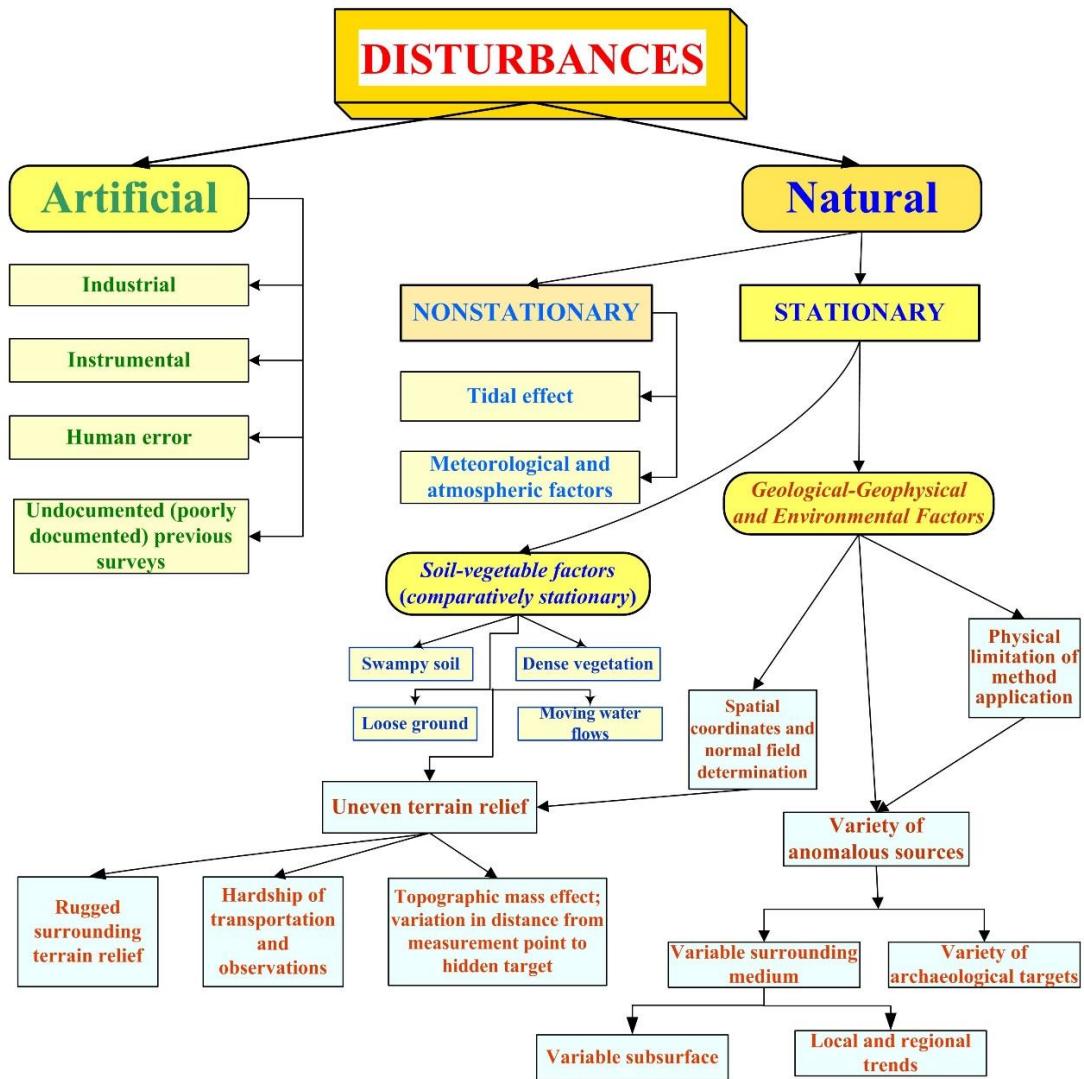 DISTURBANCES
Artificial
Natural
Industrial
Instrumental
Human error
Undocumented (poorly
documented) previous
surveys
NONSTATIONARY
STATIONARY
Tidal effect
Meteorological and
atmospheric factors
Geological-Geophysical
and Environmental Factors
Soil-vegetable factors
(comparatively stationary)
Swampy soil
Dense vegetation
Loose ground
Moving water
flows
Spatial
coordinates and
normal field
determination
Physical
limitation of
method
application
Uneven terrain relief
Variety of
anomalous sources
Rugged
surrounding
terrain relief
Hardship of
transportation
and
observations
Topographic mass effect;
variation in distance from
measurement point to
hidden target
Variable surrounding
medium
Variety of
archaeological targets
Variable subsurface
Local and regional
trends